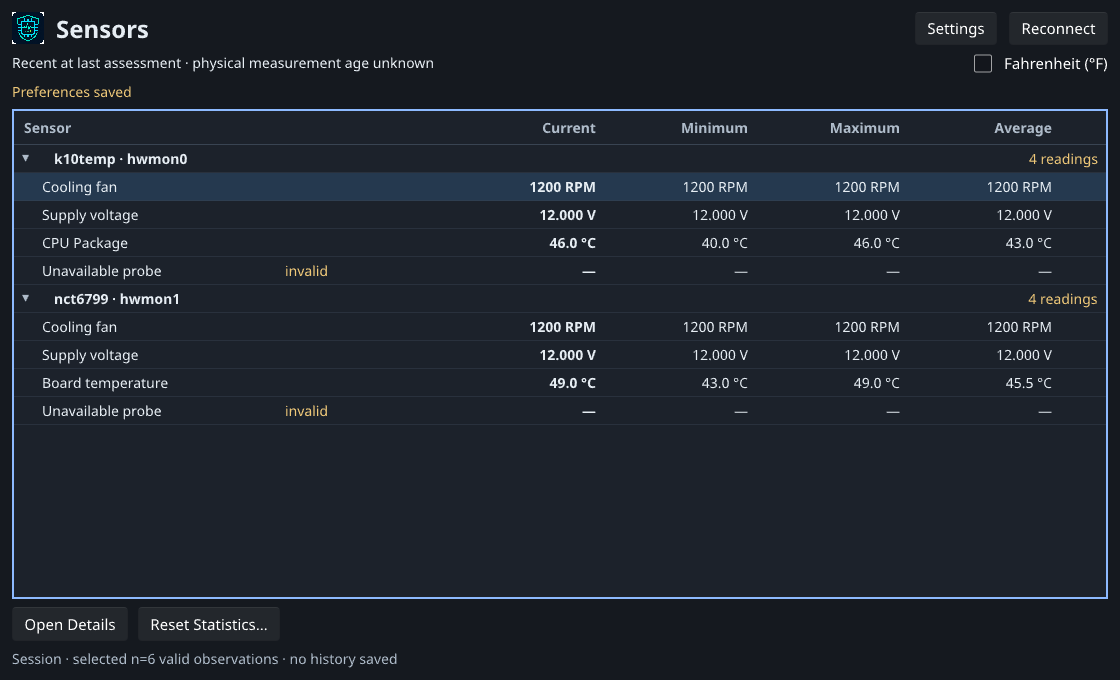 Sensors Settings Reconnect
Recent at last assessment · physical measurement age unknown Fahrenheit (°F)
Preferences saved
Sensor Current Minimum Maximum Average
▼ k10temp · hwmon0 4 readings
Cooling fan 1200 RPM 1200 RPM 1200 RPM 1200 RPM
Supply voltage 12.000 V 12.000 V 12.000 V 12.000 V
CPU Package 46.0 °C 40.0 °C 46.0 °C 43.0 °C
Unavailable probe invalid — — — —
▼ nct6799 · hwmon1 4 readings
Cooling fan 1200 RPM 1200 RPM 1200 RPM 1200 RPM
Supply voltage 12.000 V 12.000 V 12.000 V 12.000 V
Board temperature 49.0 °C 43.0 °C 49.0 °C 45.5 °C
Unavailable probe invalid — — — —
Open Details Reset Statistics...
Session · selected n=6 valid observations · no history saved